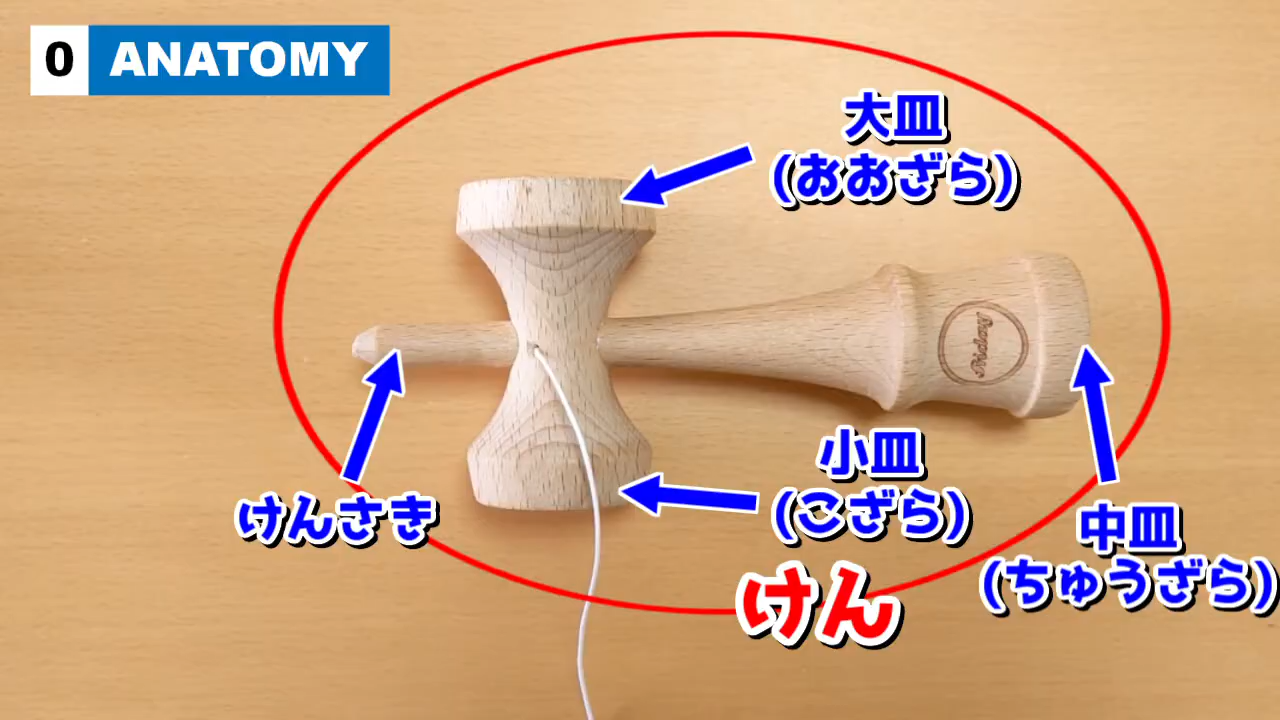 0 ANATOMY
大皿
(おおざら)
Friday
小皿
(こざら)
けんさき
中皿
(ちゅうざら)
けん